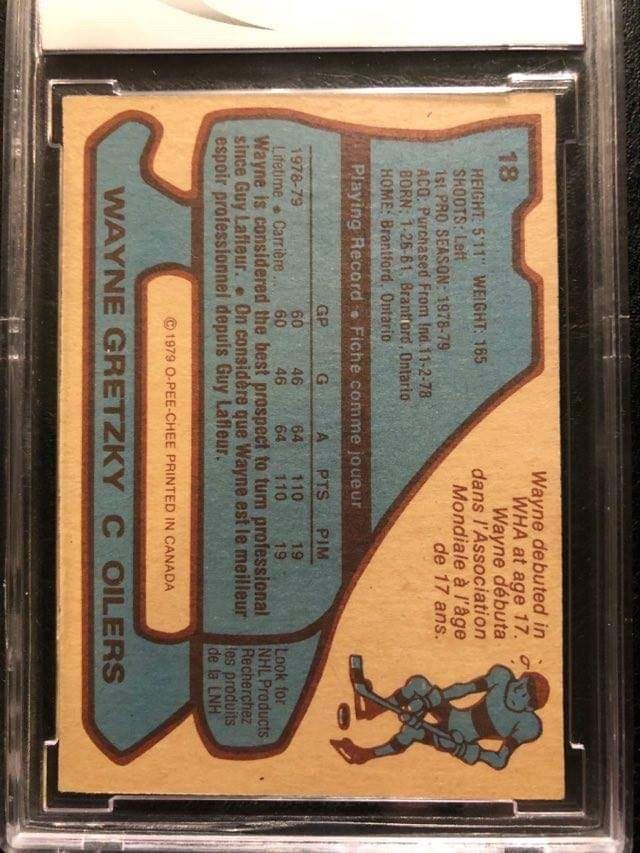 18
HEIGHT: 5'11" WEIGHT: 165
SHOOTS: Left
1st PRO SEASON: 1978-79
ACQ. Purchased From Ind 11-2-78
BORN: 1-26-61, Brantford, Ontario
HOME: Brantford, Ontario
Wayne debuted in
WHA at age 17.
Wayne débuta
dans l'Association
Mondiale à l'âge
de 17 ans.
Playing Record • Fiche comme joueur
GP G A PTS PIM
1978-79 60 46 64 110 19
Lifetime • Carrière... 60 46 64 110 19
Wayne is considered the best prospect to turn professional
since Guy Lafleur. • On considère que Wayne est le meilleur
espoir professionnel depuis Guy Lafleur.
Look for
NHL Products
Recherchez
les produits
de la LNH
© 1979 O-PEE-CHEE PRINTED IN CANADA
WAYNE GRETZKY C OILERS